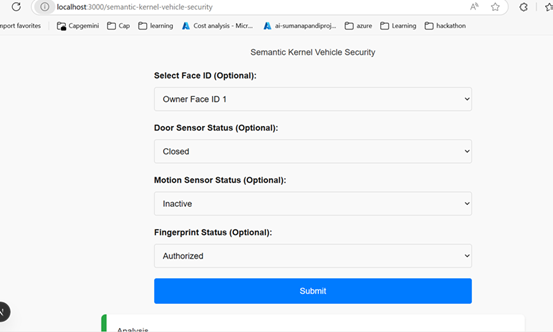 localhost:3000/semantic-kernel-vehicle-security
mport favorites Capgemini Cap learning Cost analysis - Micr... ai-sumanapandiproj... azure Learning hackathon
Semantic Kernel Vehicle Security
Select Face ID (Optional):
Owner Face ID 1
Door Sensor Status (Optional):
Closed
Motion Sensor Status (Optional):
Inactive
Fingerprint Status (Optional):
Authorized
Submit
Analysis